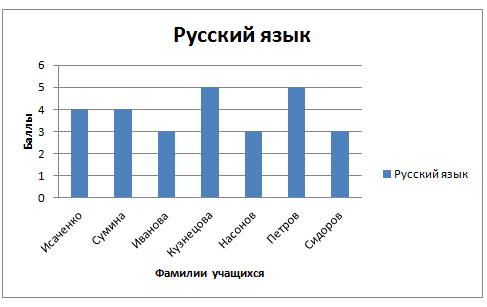 Русский язык
Баллы
6
5
4
3
2
1
0
Исаченко
Сумина
Иванова
Кузнецова
Насонов
Петров
Сидоров
Фамилии учащихся
Русский язык